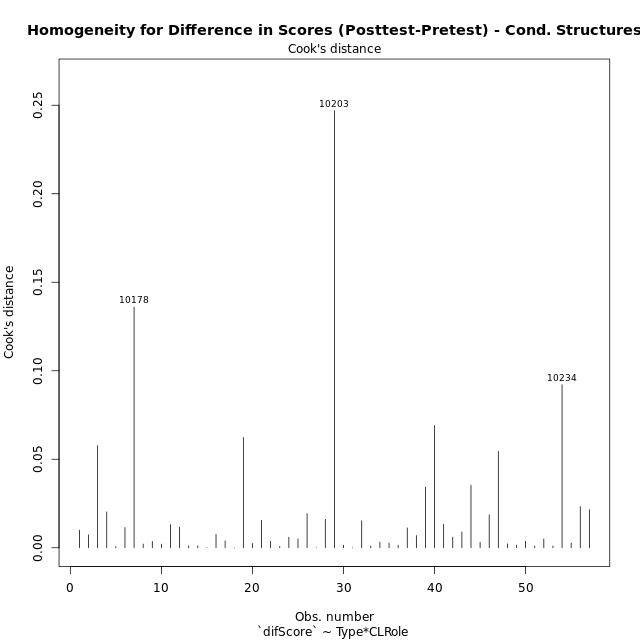 Homogeneity for Difference in Scores (Posttest-Pretest) - Cond. Structures
Cook's distance
Cook's distance
0.25
0.20
0.15
0.10
0.05
0.00
10203
10178
10234
0 10 20 30 40 50
Obs. number
`difScore` ~ Type*CLRole